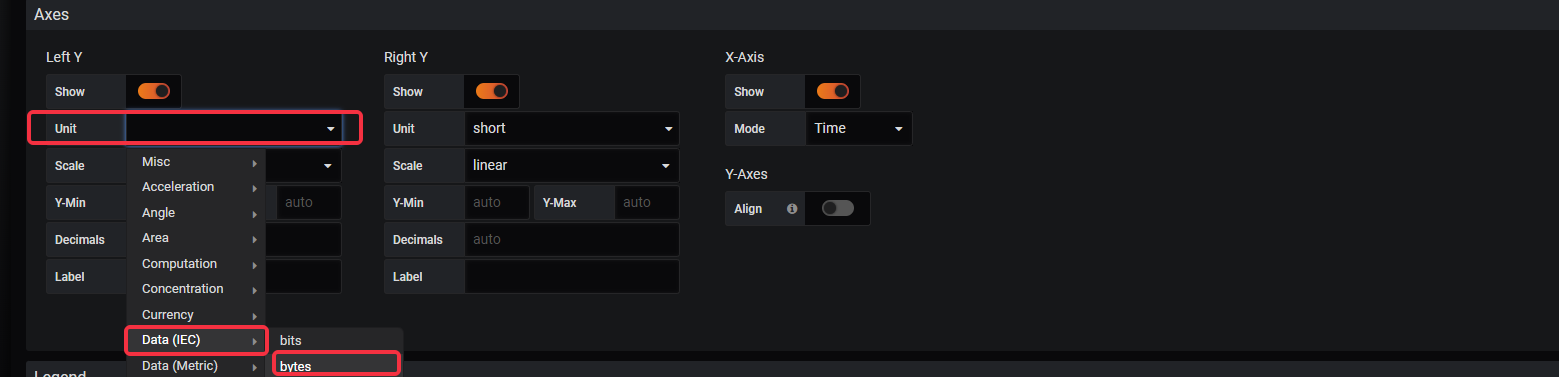 Axes
Left Y
Right Y
X-Axis
Show
Show
Show
Unit
Unit short
Mode Time
Scale
Scale linear
Y-Min auto
Y-Min auto Y-Max auto
Decimals
Decimals auto
Label
Label
Y-Axes
Align
Misc
Acceleration
Angle
Area
Computation
Concentration
Currency
Data (IEC)
Data (Metric)
bits
bytes
Legend